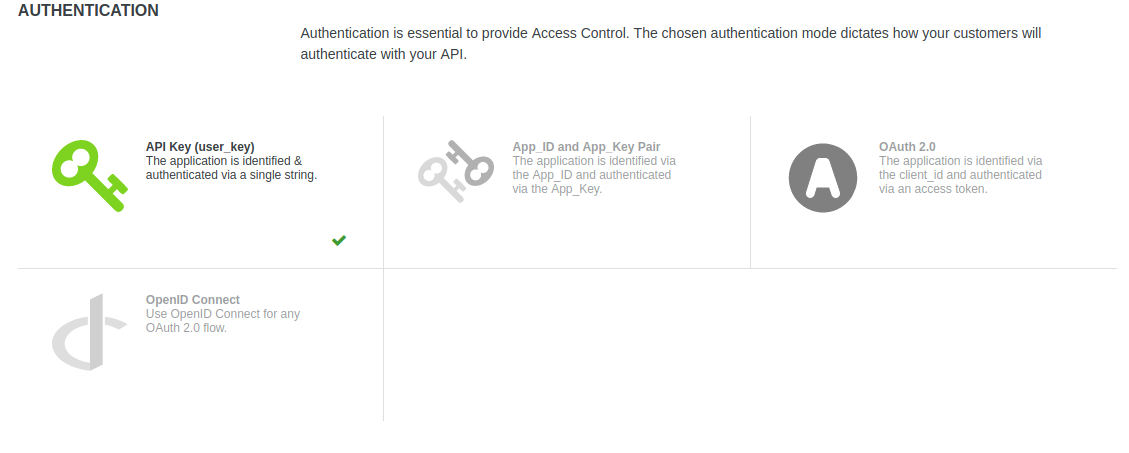 AUTHENTICATION
Authentication is essential to provide Access Control. The chosen authentication mode dictates how your customers will
authenticate with your API.
API Key (user_key)
The application is identified &
authenticated via a single string.
App_ID and App_Key Pair
The application is identified via
the App_ID and authenticated
via the App_Key.
OAuth 2.0
The application is identified via
the client_id and authenticated
via an access token.
OpenID Connect
Use OpenID Connect for any
OAuth 2.0 flow.